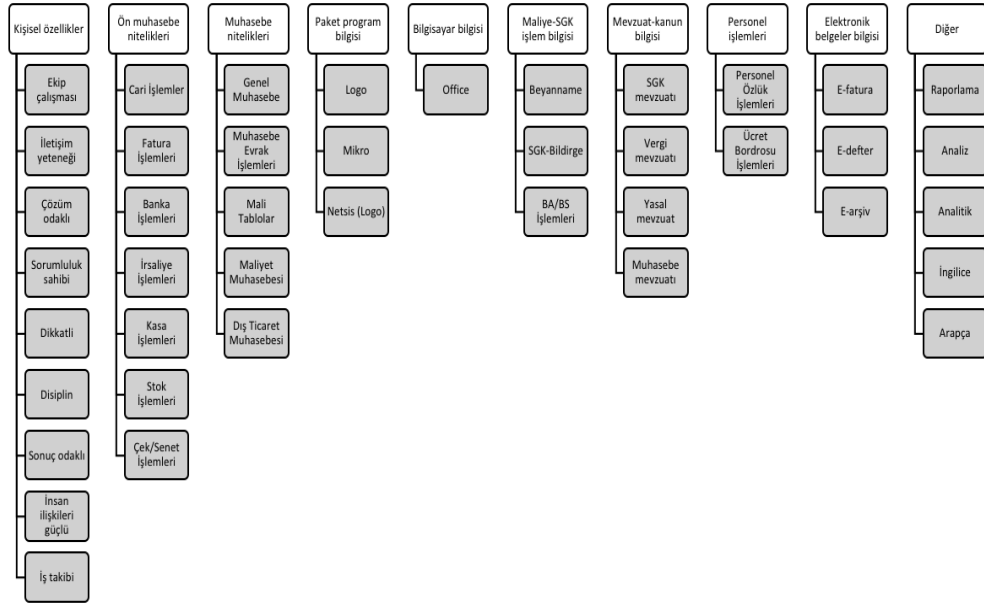 Kişisel özellikler
Ekip
çalışması
İletişim
yeteneği
Çözüm
odaklı
Sorumluluk
sahibi
Dikkatli
Disiplin
Sonuç odaklı
İnsan
ilişkileri
güçlü
İş takibi
Ön muhasebe
nitelikleri
Cari İşlemler
Fatura
İşlemleri
Banka
İşlemleri
İrsaliye
İşlemleri
Kasa
İşlemleri
Stok
İşlemleri
Çek/Senet
İşlemleri
Muhasebe
nitelikleri
Genel
Muhasebe
Muhasebe
Evrak
İşlemleri
Mali
Tablolar
Maliyet
Muhasebesi
Dış Ticaret
Muhasebesi
Paket program
bilgisi
Logo
Mikro
Netsis (Logo)
Bilgisayar bilgisi
Office
Maliye-SGK
işlem bilgisi
Beyanname
SGK-Bildirge
BA/BS
İşlemleri
Mevzuat-kanun
bilgisi
SGK
mevzuatı
Vergi
mevzuatı
Yasal
mevzuat
Muhasebe
mevzuatı
Personel
işlemleri
Personel
Özlük
İşlemleri
Ücret
Bordrosu
İşlemleri
Elektronik
belgeler bilgisi
E-fatura
E-defter
E-arşiv
Diğer
Raporlama
Analiz
Analitik
İngilice
Arapça